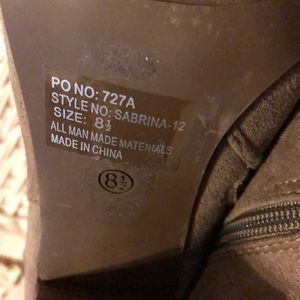 PO NO: 727A
STYLE NO: SABRINA-12
SIZE: 8½
ALL MAN MADE MATERIALS
MADE IN CHINA
8½